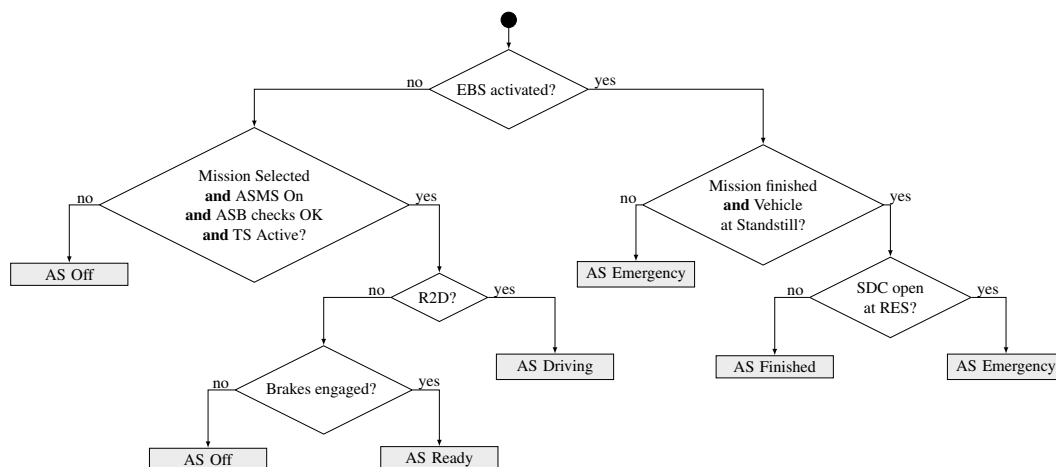 EBS activated?
no
yes
Mission Selected
and ASMS On
and ASB checks OK
and TS Active?
no
yes
Mission finished
and Vehicle
at Standstill?
no
yes
AS Off
AS Emergency
R2D?
no
yes
SDC open
at RES?
no
yes
AS Driving
AS Finished
AS Emergency
Brakes engaged?
no
yes
AS Off
AS Ready